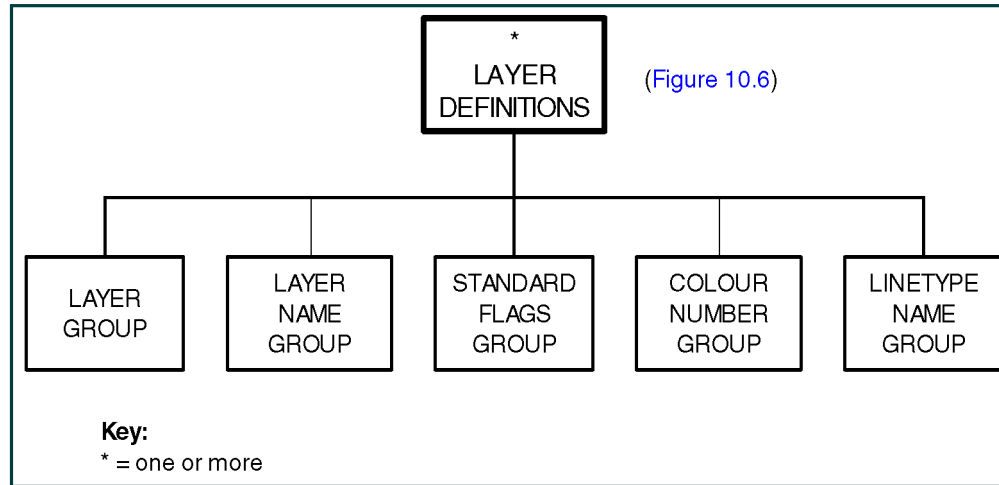 *
LAYER
DEFINITIONS
(Figure 10.6)
LAYER
GROUP
LAYER
NAME
GROUP
STANDARD
FLAGS
GROUP
COLOUR
NUMBER
GROUP
LINETYPE
NAME
GROUP
Key:
* = one or more